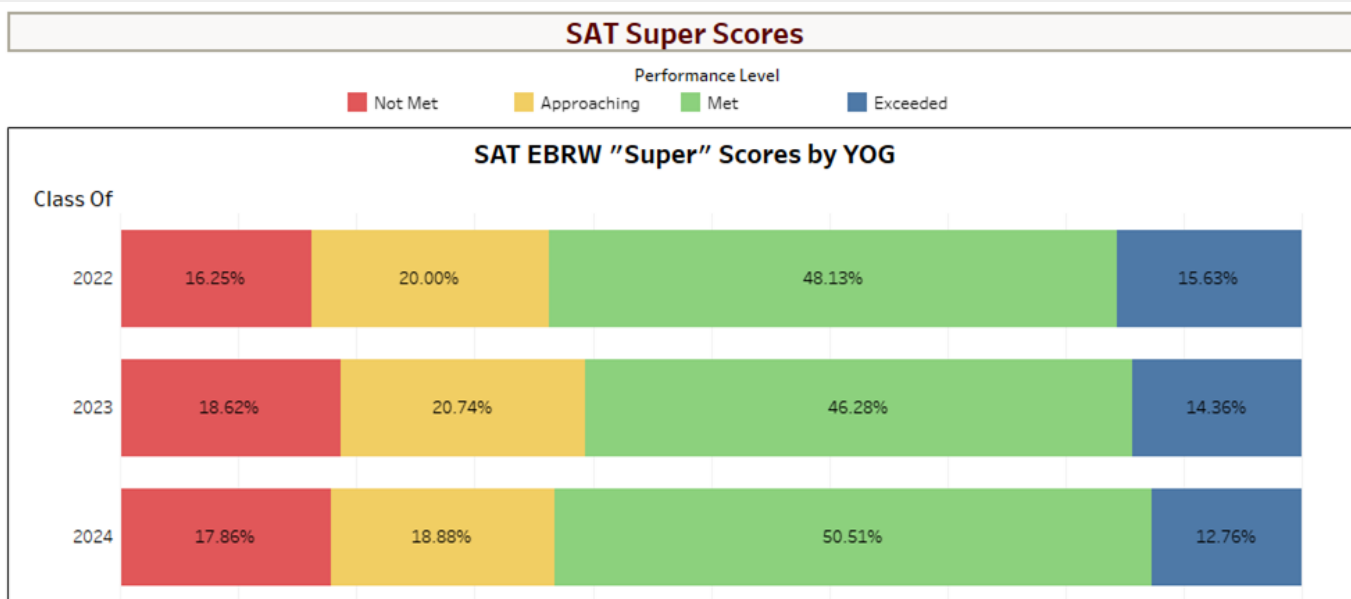 SAT Super Scores
Performance Level
Not Met Approaching Met Exceeded
SAT EBRW "Super" Scores by YOG
Class Of
2022 16.25% 20.00% 48.13% 15.63%
2023 18.62% 20.74% 46.28% 14.36%
2024 17.86% 18.88% 50.51% 12.76%